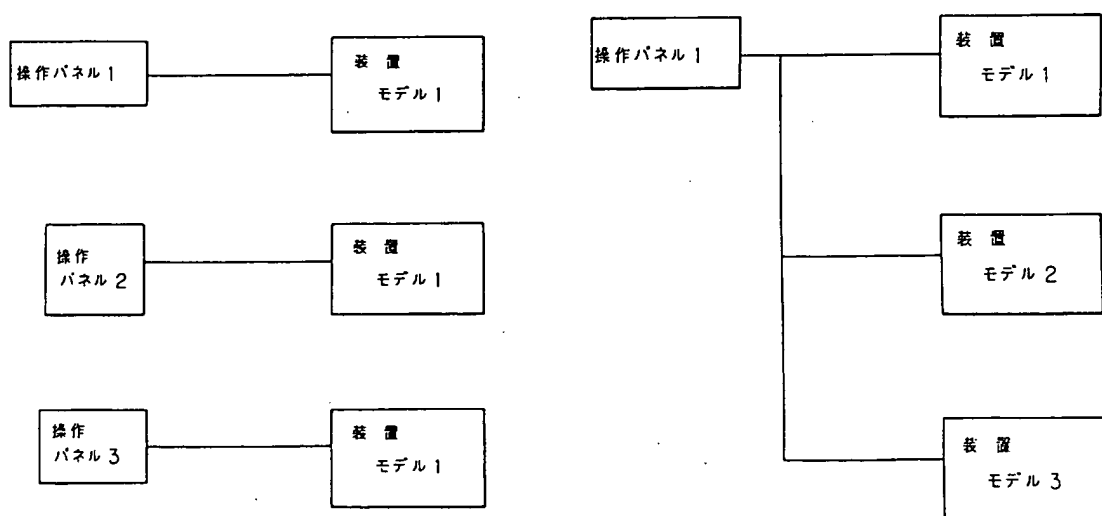 操作パネル1
装置
モデル1
操作
パネル2
装置
モデル1
操作
パネル3
装置
モデル1
操作パネル1
装置
モデル1
装置
モデル2
装置
モデル3